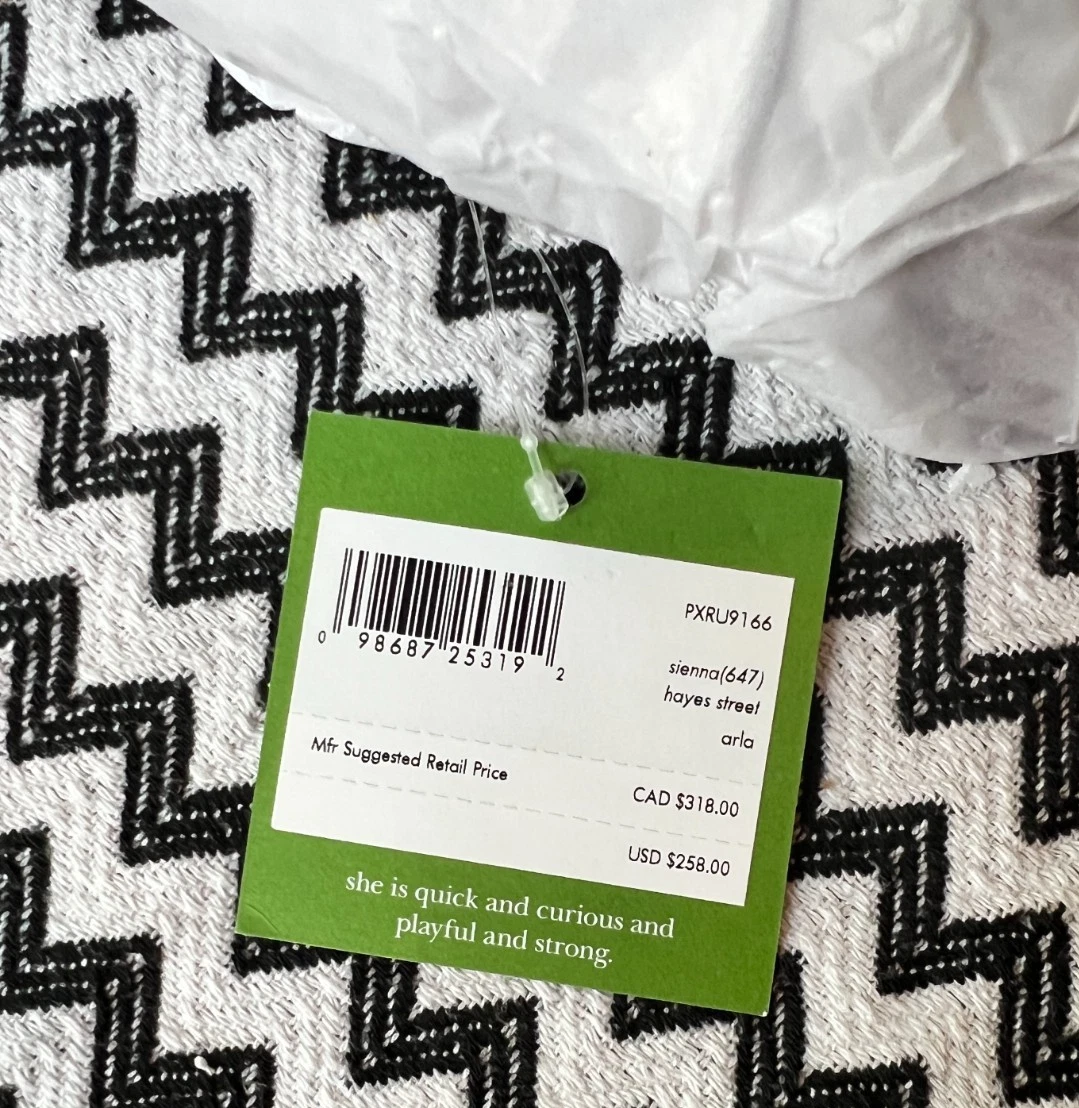 0 98687 25319 2
PXRU9166
sienna(647)
hayes street
arla
Mfr Suggested Retail Price
CAD $318.00
USD $258.00
she is quick and curious and
playful and strong.